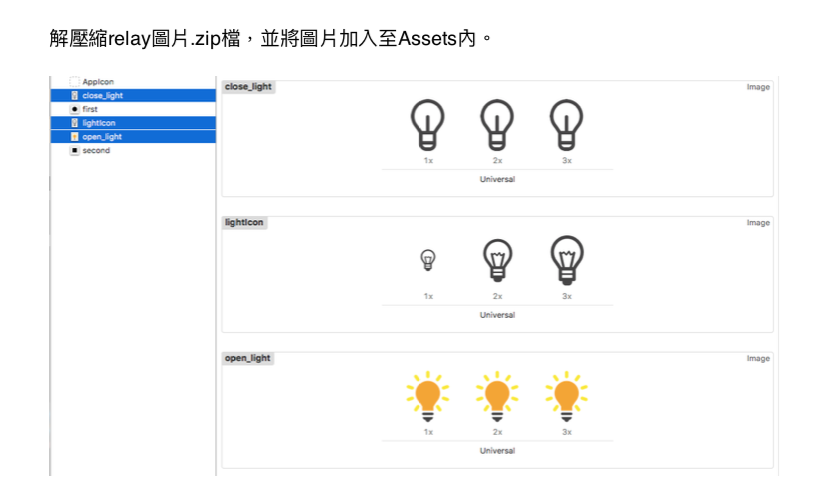 解壓縮relay圖片.zip檔，並將圖片加入至Assets內。
AppIcon
close_light
first
lightIcon
open_light
second
close_light
Image
1x 2x 3x
Universal
lightIcon
Image
1x 2x 3x
Universal
open_light
Image
1x 2x 3x
Universal